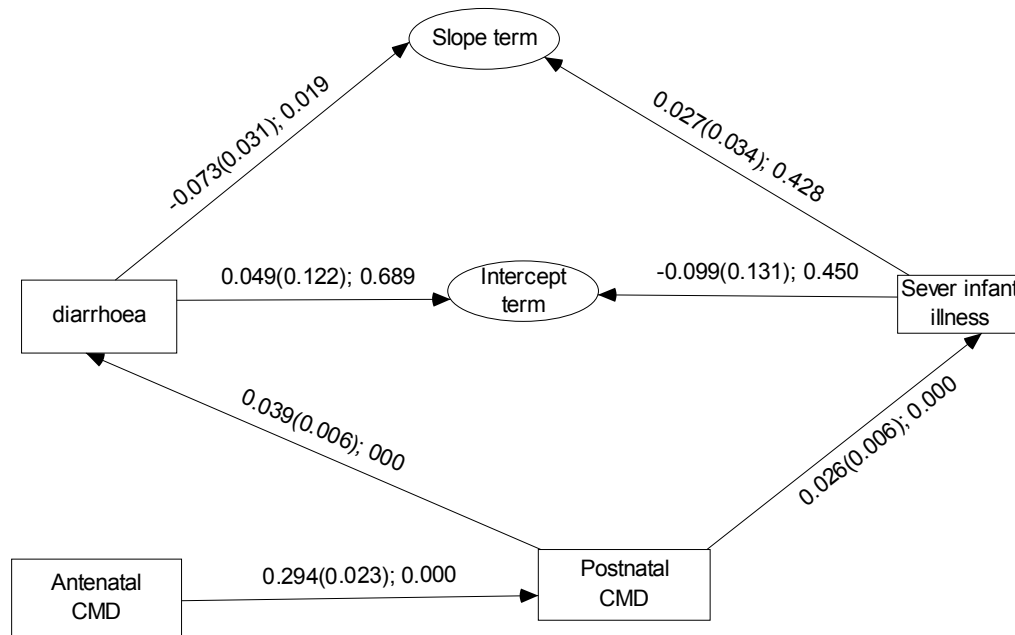 Slope term
-0.073(0.031); 0.019
0.027(0.034); 0.428
0.049(0.122); 0.689
Intercept
term
-0.099(0.131); 0.450
diarrhoea
Sever infant
illness
0.039(0.006); 000
0.026(0.006); 0.000
Antenatal
CMD
0.294(0.023); 0.000
Postnatal
CMD